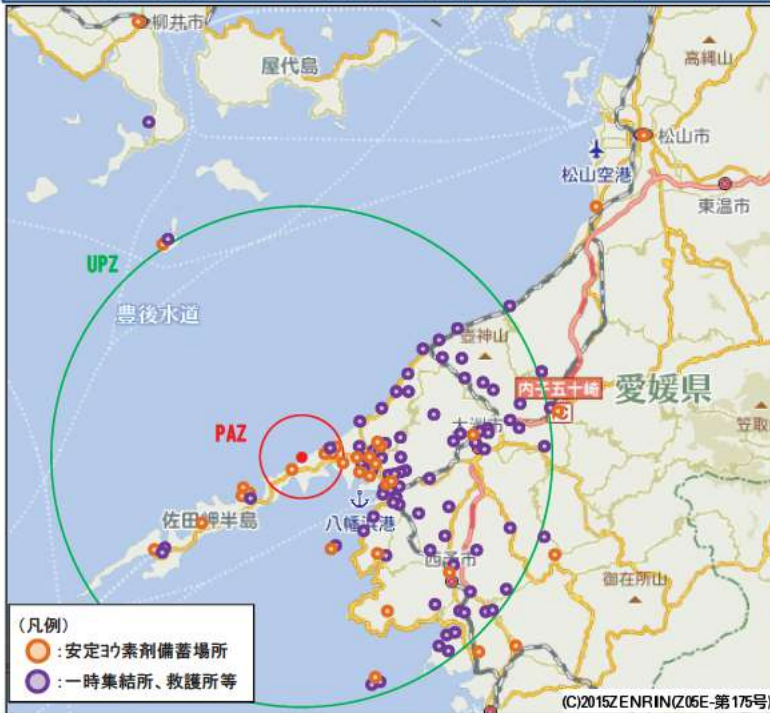 柳井市
屋代島
高縄山
松山市
松山空港
東温市
UPZ
豊後水道
壺神山
内子五十崎
愛媛県
大洲市
笠取
PAZ
佐田岬半島
八幡浜港
西予市
御在所山
(凡例)
：安定ヨウ素剤備蓄場所
：一時集結所、救護所等
(C)2015ZENRIN(Z05E-第175号)